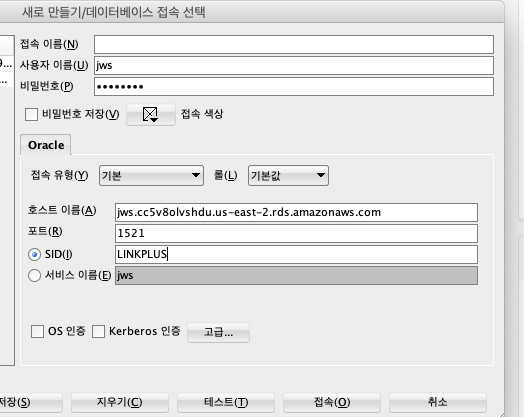 새로 만들기/데이터베이스 접속 선택
접속 이름(N)
9... 사용자 이름(U) jws
... 비밀번호(P) ••••••••
비밀번호 저장(V) 접속 색상
Oracle
접속 유형(Y) 기본 롤(L) 기본값
호스트 이름(A) jws.cc5v8olvshdu.us-east-2.rds.amazonaws.com
포트(R) 1521
SID(I) LINKPLUS
서비스 이름(E) jws
OS 인증 Kerberos 인증 고급...
저장(S) 지우기(C) 테스트(T) 접속(O) 취소